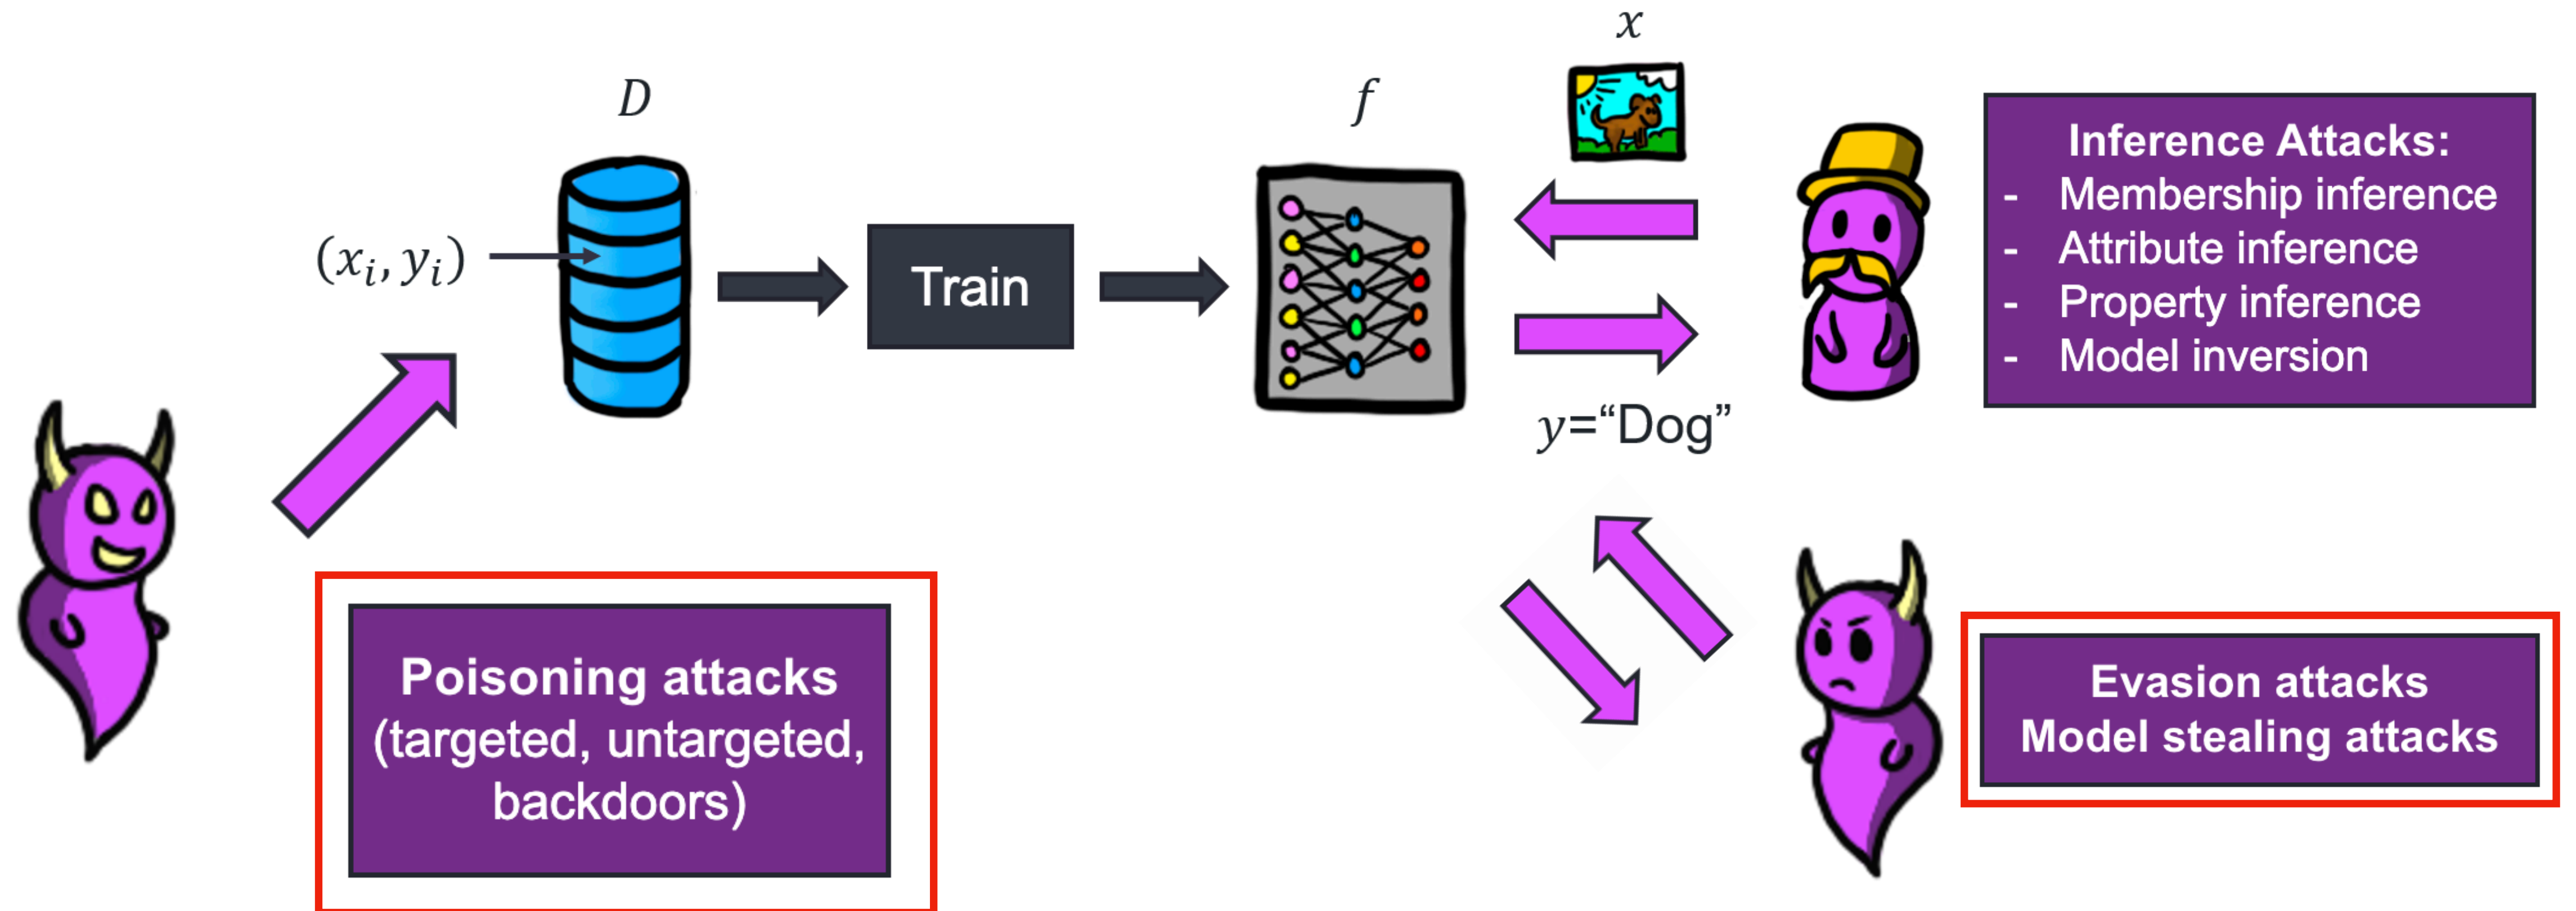 D
(xᵢ, yᵢ)
Train
f
x
y=“Dog”
Inference Attacks:
- Membership inference
- Attribute inference
- Property inference
- Model inversion
Poisoning attacks
(targeted, untargeted,
backdoors)
Evasion attacks
Model stealing attacks